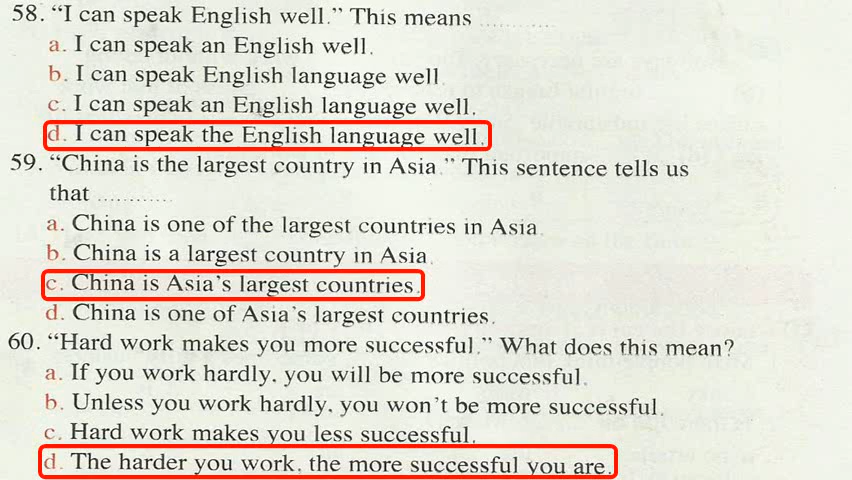 58. “I can speak English well.” This means ............
a. I can speak an English well.
b. I can speak English language well.
c. I can speak an English language well.
d. I can speak the English language well.
59. “China is the largest country in Asia.” This sentence tells us
that ............
a. China is one of the largest countries in Asia.
b. China is a largest country in Asia.
c. China is Asia’s largest countries.
d. China is one of Asia’s largest countries.
60. “Hard work makes you more successful.” What does this mean?
a. If you work hardly, you will be more successful.
b. Unless you work hardly, you won’t be more successful.
c. Hard work makes you less successful.
d. The harder you work, the more successful you are.